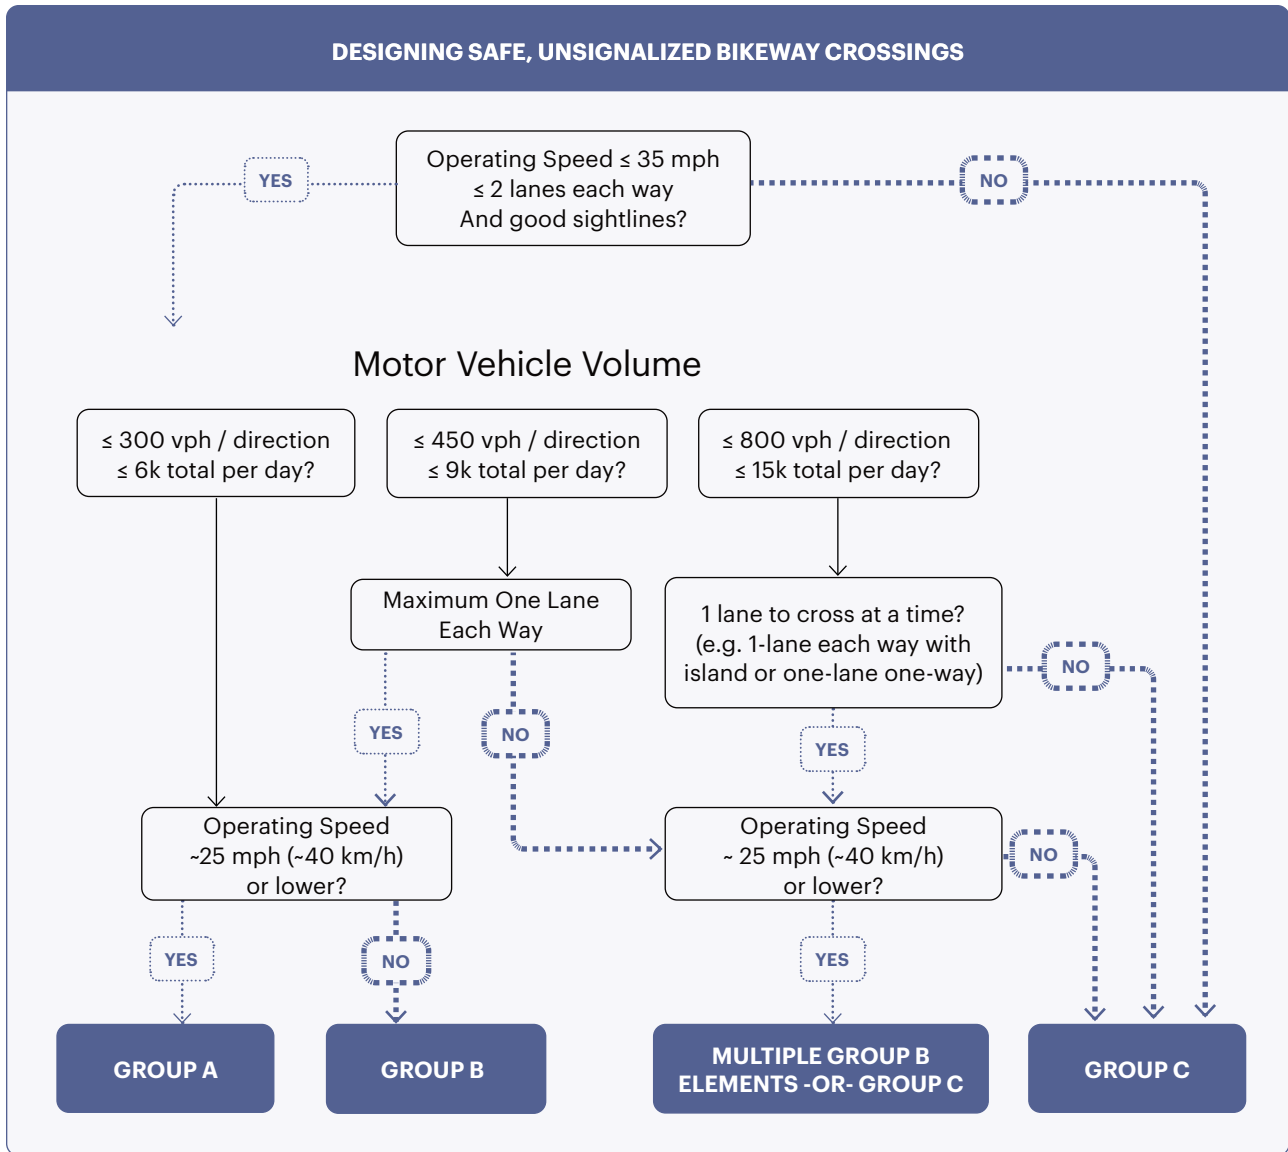 DESIGNING SAFE, UNSIGNALIZED BIKEWAY CROSSINGS
Operating Speed ≤ 35 mph
≤ 2 lanes each way
And good sightlines?
YES
NO
Motor Vehicle Volume
≤ 300 vph / direction
≤ 6k total per day?
≤ 450 vph / direction
≤ 9k total per day?
≤ 800 vph / direction
≤ 15k total per day?
Maximum One Lane
Each Way
1 lane to cross at a time?
(e.g. 1-lane each way with
island or one-lane one-way)
NO
YES
NO
YES
Operating Speed
~25 mph (~40 km/h)
or lower?
Operating Speed
~ 25 mph (~40 km/h)
or lower?
NO
YES
NO
YES
GROUP A
GROUP B
MULTIPLE GROUP B
ELEMENTS -OR- GROUP C
GROUP C